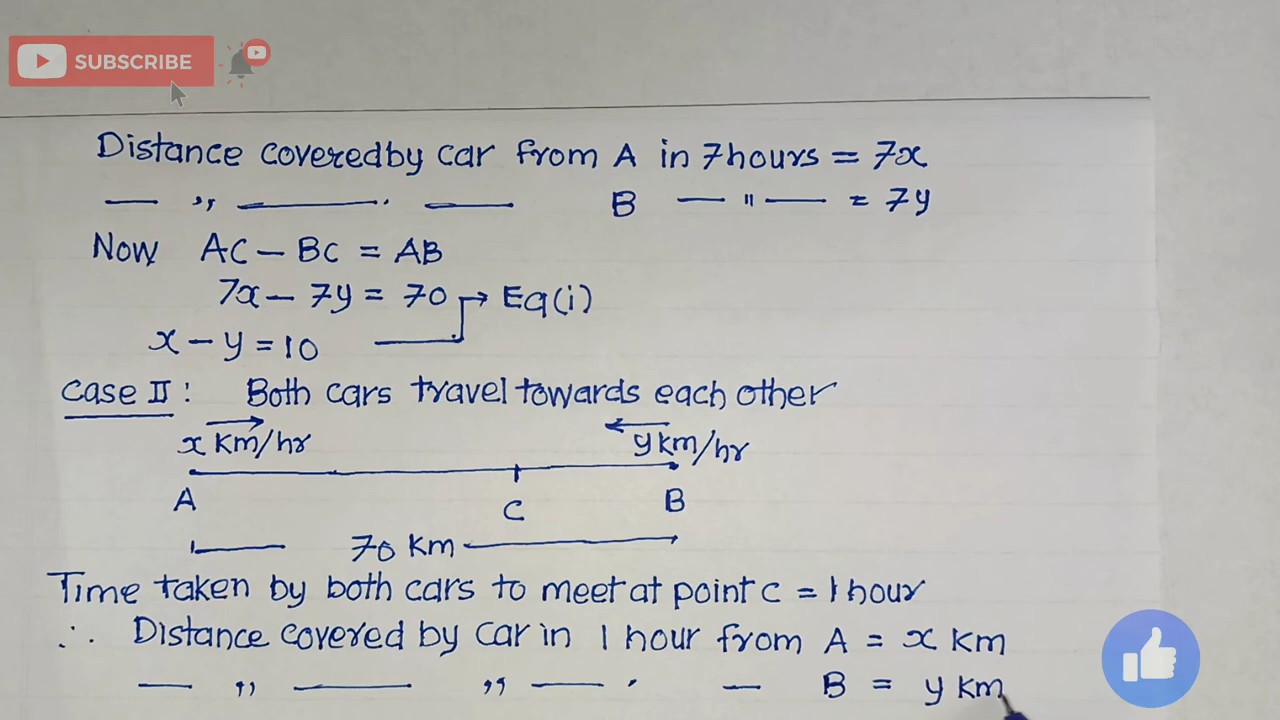 SUBSCRIBE
Distance covered by car from A in 7 hours = 7x
— ,, — — B — " — = 7y
Now AC - BC = AB
7x - 7y = 70 → Eq(i)
x - y = 10
Case II : Both cars travel towards each other
x km/hr y km/hr
A C B
70 km
Time taken by both cars to meet at point C = 1 hour
∴ Distance covered by car in 1 hour from A = x km
— ,, — ,, — — B = y km